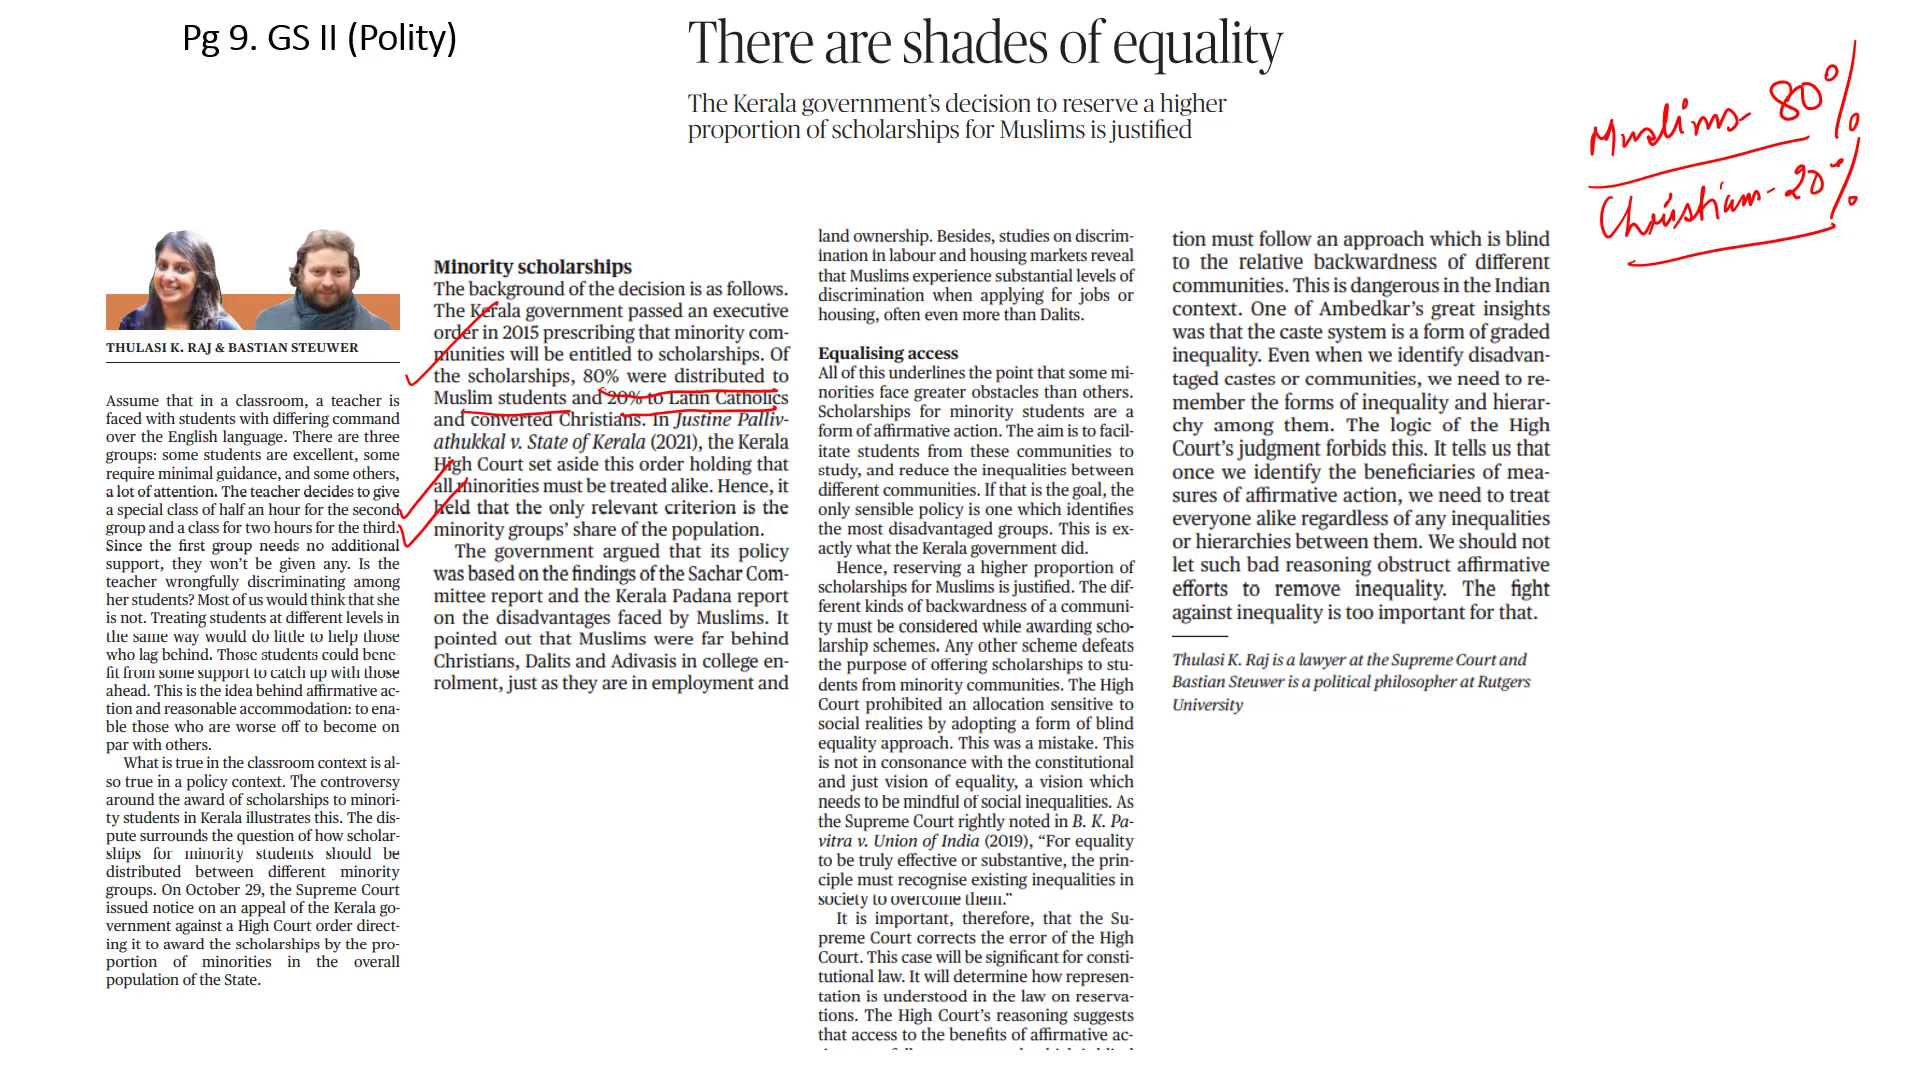 Pg 9. GS II (Polity)
There are shades of equality
The Kerala government's decision to reserve a higher
proportion of scholarships for Muslims is justified
Muslims- 80%
Christians- 20%
THULASI K. RAJ & BASTIAN STEUWER
Assume that in a classroom, a teacher is
faced with students with differing command
over the English language. There are three
groups: some students are excellent, some
require minimal guidance, and some others,
a lot of attention. The teacher decides to give
a special class of half an hour for the second
group and a class for two hours for the third.
Since the first group needs no additional
support, they won't be given any. Is the
teacher wrongfully discriminating among
her students? Most of us would think that she
is not. Treating students at different levels in
the same way would do little to help those
who lag behind. Those students could bene-
fit from some support to catch up with those
ahead. This is the idea behind affirmative ac-
tion and reasonable accommodation: to ena-
ble those who are worse off to become on
par with others.
What is true in the classroom context is al-
so true in a policy context. The controversy
around the award of scholarships to minori-
ty students in Kerala illustrates this. The dis-
pute surrounds the question of how scholar-
ships for minority students should be
distributed between different minority
groups. On October 29, the Supreme Court
issued notice on an appeal of the Kerala go-
vernment against a High Court order direct-
ing it to award the scholarships by the pro-
portion of minorities in the overall
population of the State.
Minority scholarships
The background of the decision is as follows.
The Kerala government passed an executive
order in 2015 prescribing that minority com-
munities will be entitled to scholarships. Of
the scholarships, 80% were distributed to
Muslim students and 20% to Latin Catholics
and converted Christians. In Justine Palliv-
athukkal v. State of Kerala (2021), the Kerala
High Court set aside this order holding that
all minorities must be treated alike. Hence, it
held that the only relevant criterion is the
minority groups' share of the population.
The government argued that its policy
was based on the findings of the Sachar Com-
mittee report and the Kerala Padana report
on the disadvantages faced by Muslims. It
pointed out that Muslims were far behind
Christians, Dalits and Adivasis in college en-
rolment, just as they are in employment and
land ownership. Besides, studies on discrim-
ination in labour and housing markets reveal
that Muslims experience substantial levels of
discrimination when applying for jobs or
housing, often even more than Dalits.
Equalising access
All of this underlines the point that some mi-
norities face greater obstacles than others.
Scholarships for minority students are a
form of affirmative action. The aim is to facil-
itate students from these communities to
study, and reduce the inequalities between
different communities. If that is the goal, the
only sensible policy is one which identifies
the most disadvantaged groups. This is ex-
actly what the Kerala government did.
Hence, reserving a higher proportion of
scholarships for Muslims is justified. The dif-
ferent kinds of backwardness of a communi-
ty must be considered while awarding scho-
larship schemes. Any other scheme defeats
the purpose of offering scholarships to stu-
dents from minority communities. The High
Court prohibited an allocation sensitive to
social realities by adopting a form of blind
equality approach. This was a mistake. This
is not in consonance with the constitutional
and just vision of equality, a vision which
needs to be mindful of social inequalities. As
the Supreme Court rightly noted in B. K. Pa-
vitra v. Union of India (2019), “For equality
to be truly effective or substantive, the prin-
ciple must recognise existing inequalities in
society to overcome them.”
It is important, therefore, that the Su-
preme Court corrects the error of the High
Court. This case will be significant for consti-
tutional law. It will determine how represen-
tation is understood in the law on reserva-
tions. The High Court's reasoning suggests
that access to the benefits of affirmative ac-
tion must follow an approach which is blind
to the relative backwardness of different
communities. This is dangerous in the Indian
context. One of Ambedkar's great insights
was that the caste system is a form of graded
inequality. Even when we identify disadvan-
taged castes or communities, we need to re-
member the forms of inequality and hierar-
chy among them. The logic of the High
Court's judgment forbids this. It tells us that
once we identify the beneficiaries of mea-
sures of affirmative action, we need to treat
everyone alike regardless of any inequalities
or hierarchies between them. We should not
let such bad reasoning obstruct affirmative
efforts to remove inequality. The fight
against inequality is too important for that.
Thulasi K. Raj is a lawyer at the Supreme Court and
Bastian Steuwer is a political philosopher at Rutgers
University